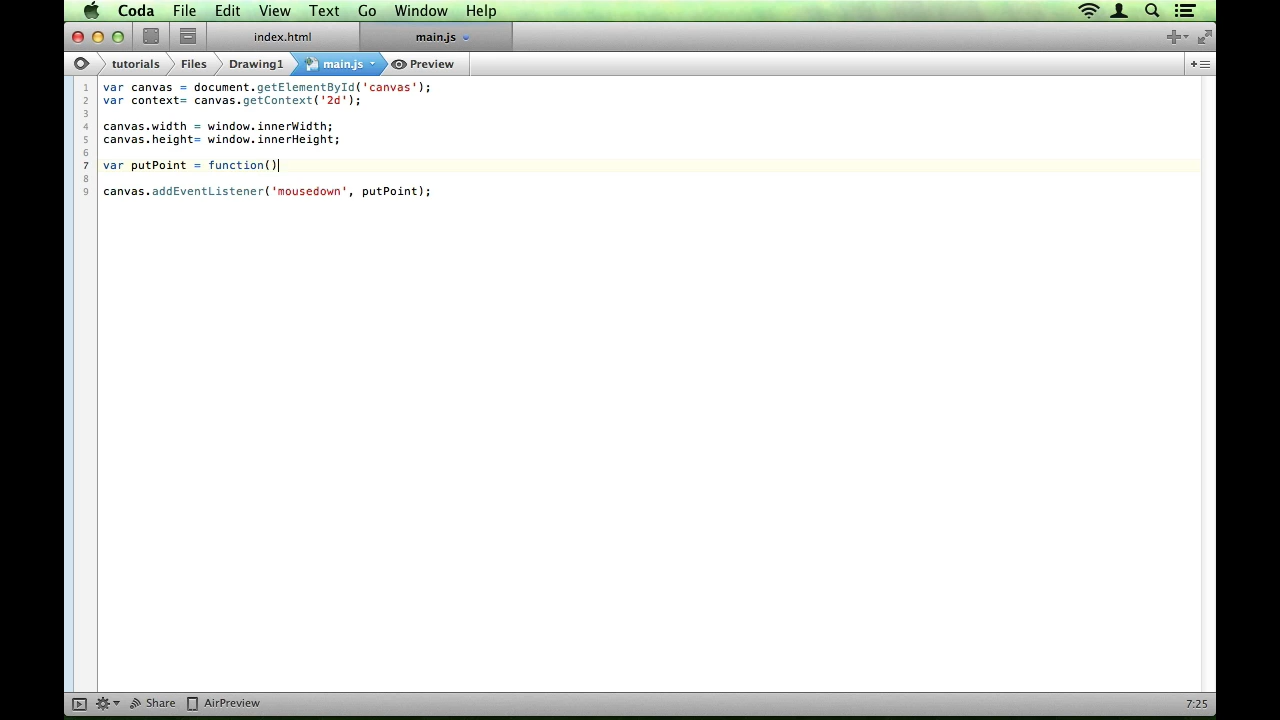 Coda File Edit View Text Go Window Help
index.html main.js
tutorials Files Drawing1 main.js Preview
1 var canvas = document.getElementById('canvas');
2 var context= canvas.getContext('2d');
3
4 canvas.width = window.innerWidth;
5 canvas.height= window.innerHeight;
6
7 var putPoint = function()
8
9 canvas.addEventListener('mousedown', putPoint);
Share AirPreview 7:25